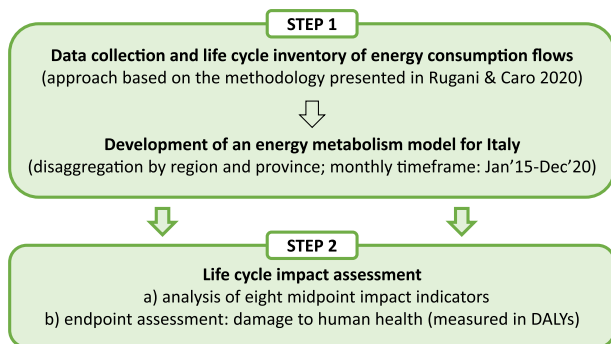 STEP 1
Data collection and life cycle inventory of energy consumption flows
(approach based on the methodology presented in Rugani & Caro 2020)
Development of an energy metabolism model for Italy
(disaggregation by region and province; monthly timeframe: Jan'15-Dec'20)
STEP 2
Life cycle impact assessment
a) analysis of eight midpoint impact indicators
b) endpoint assessment: damage to human health (measured in DALYs)